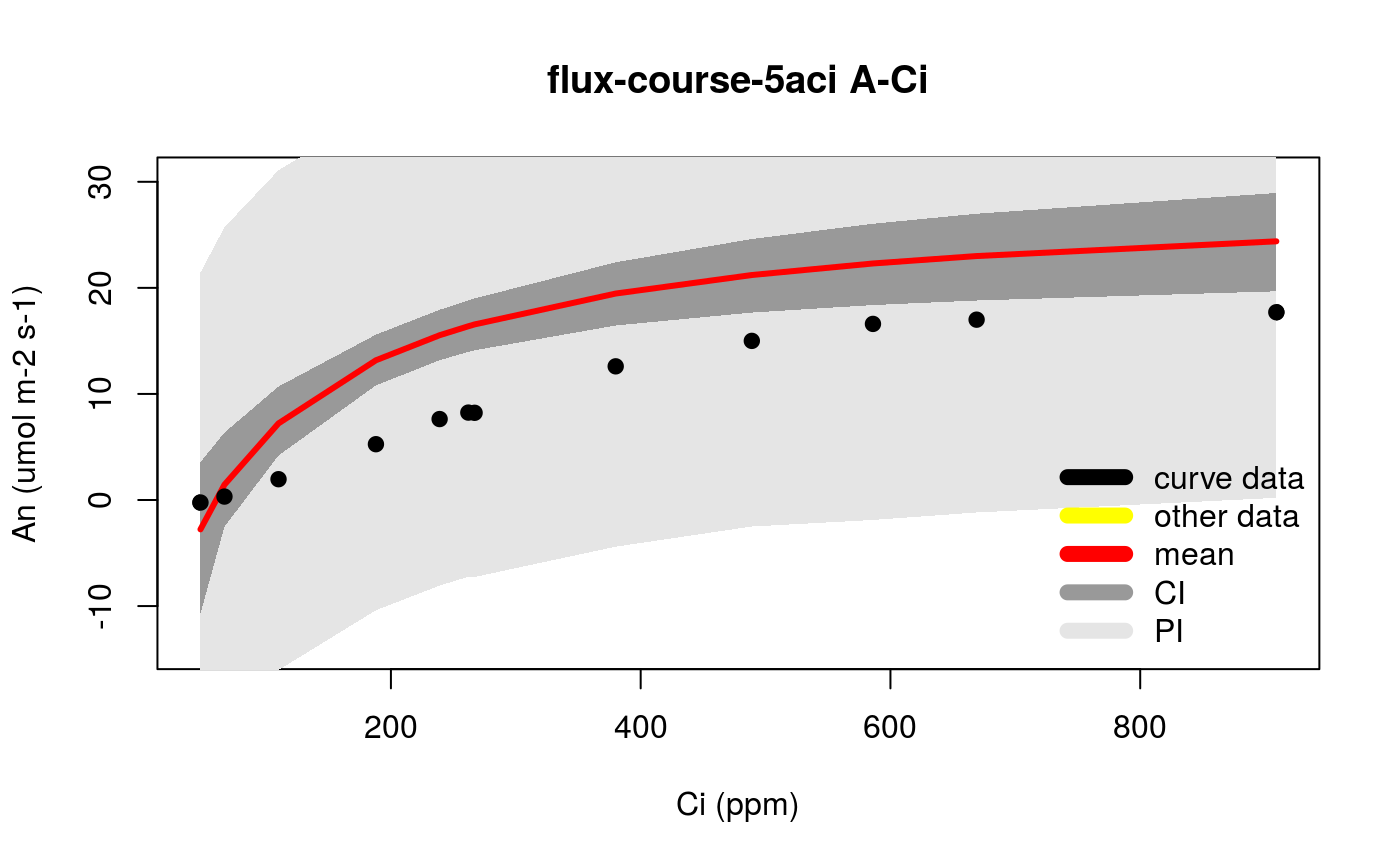 flux-course-5aci A-Ci
An (umol m-2 s-1)
30
20
10
0
-10
curve data
other data
mean
CI
PI
200 400 600 800
Ci (ppm)